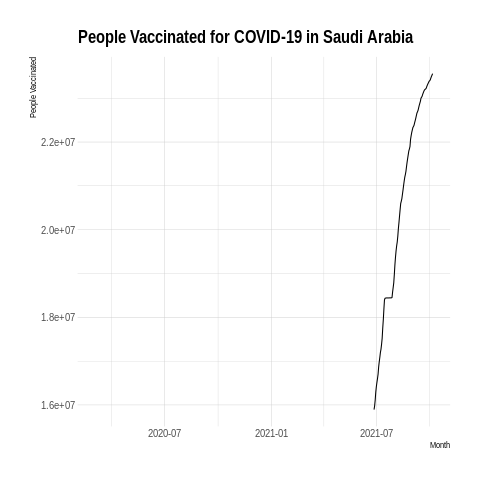 People Vaccinated for COVID-19 in Saudi Arabia
People Vaccinated
2.2e+07
2.0e+07
1.8e+07
1.6e+07
2020-07
2021-01
2021-07
Month